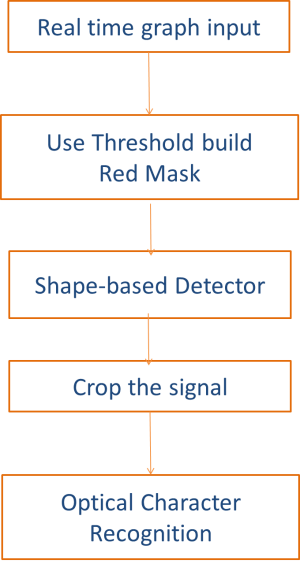 Real time graph input
Use Threshold build
Red Mask
Shape-based Detector
Crop the signal
Optical Character
Recognition